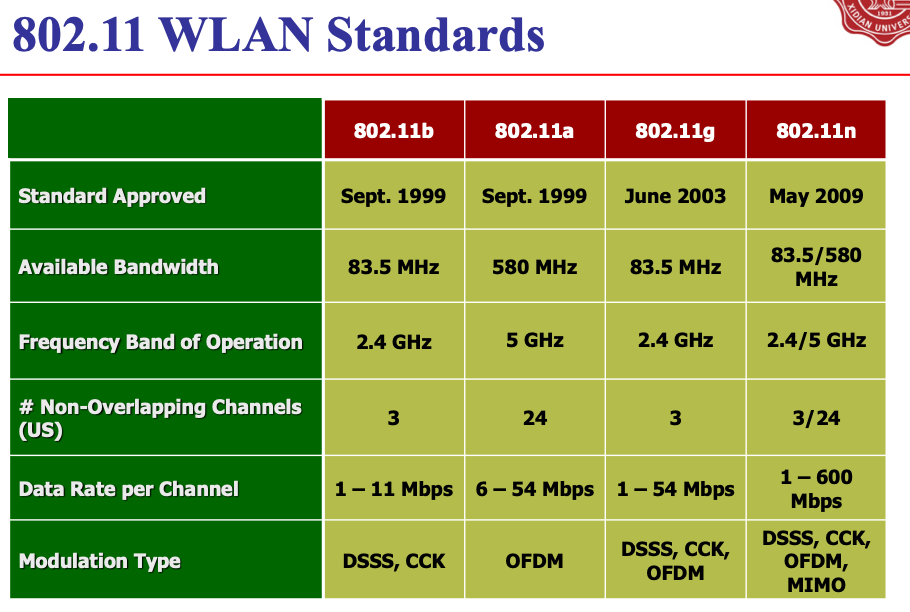 802.11 WLAN Standards
XIDIAN UNIVERS
1931
802.11b 802.11a 802.11g 802.11n
Standard Approved Sept. 1999 Sept. 1999 June 2003 May 2009
Available Bandwidth 83.5 MHz 580 MHz 83.5 MHz 83.5/580
MHz
Frequency Band of Operation 2.4 GHz 5 GHz 2.4 GHz 2.4/5 GHz
# Non-Overlapping Channels
(US) 3 24 3 3/24
Data Rate per Channel 1 – 11 Mbps 6 – 54 Mbps 1 – 54 Mbps 1 – 600
Mbps
Modulation Type DSSS, CCK OFDM DSSS, CCK,
OFDM DSSS, CCK,
OFDM,
MIMO